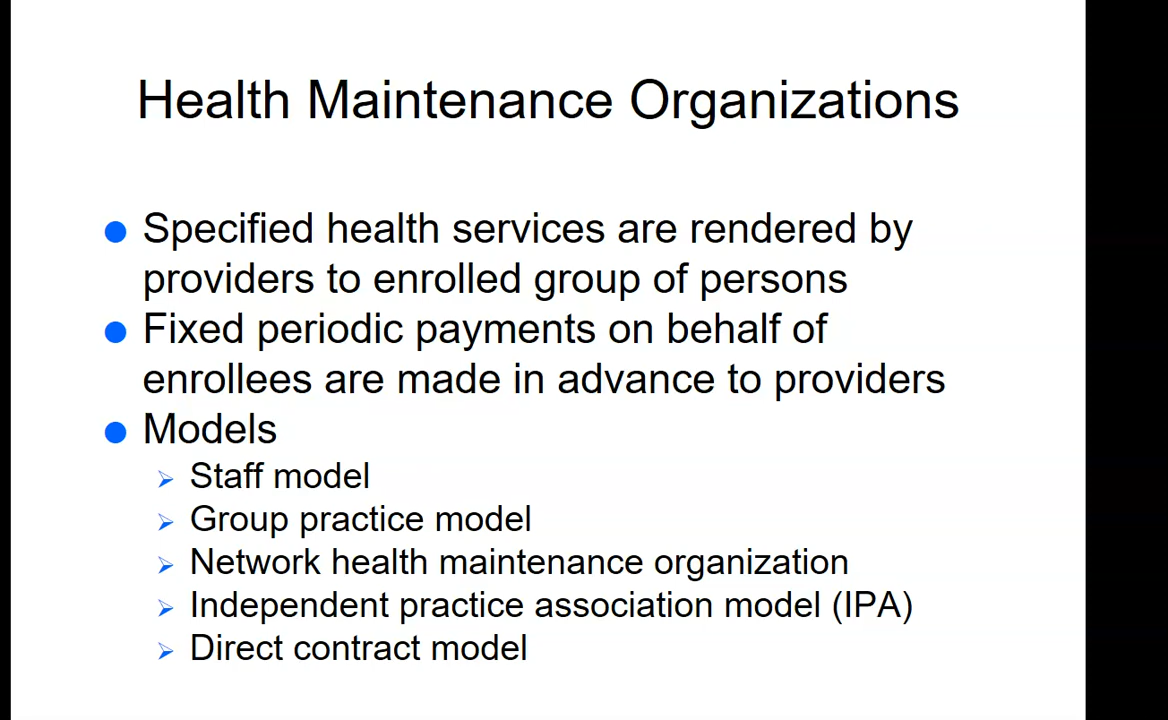 Health Maintenance Organizations
Specified health services are rendered by
providers to enrolled group of persons
Fixed periodic payments on behalf of
enrollees are made in advance to providers
Models
Staff model
Group practice model
Network health maintenance organization
Independent practice association model (IPA)
Direct contract model